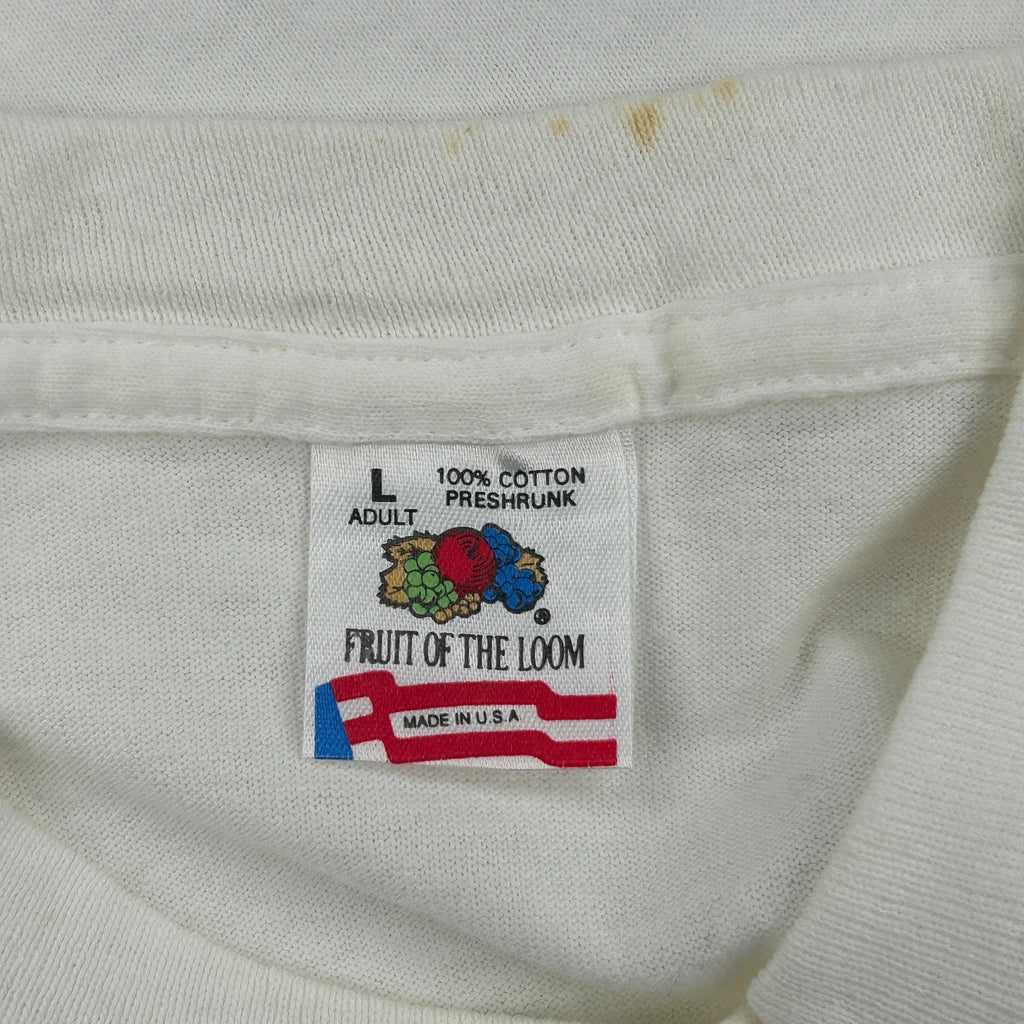 L
ADULT
100% COTTON
PRESHRUNK
®
FRUIT OF THE LOOM
MADE IN U.S.A